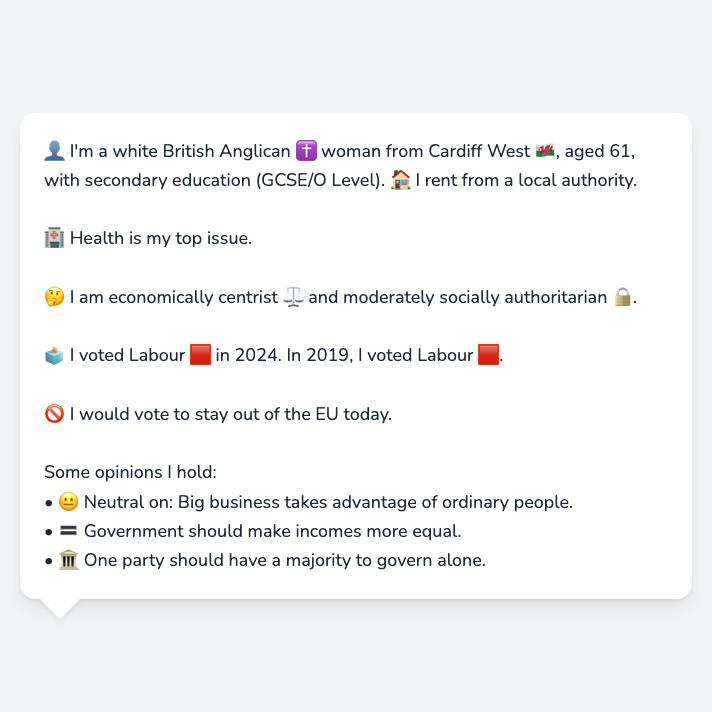 👤 I'm a white British Anglican ✝️ woman from Cardiff West 🏴󠁧󠁢󠁷󠁬󠁳󠁿, aged 61,
with secondary education (GCSE/O Level). 🏠 I rent from a local authority.
🏥 Health is my top issue.
🤔 I am economically centrist ⚖️ and moderately socially authoritarian 🔒.
🗳️ I voted Labour 🟥 in 2024. In 2019, I voted Labour 🟥.
🚫 I would vote to stay out of the EU today.
Some opinions I hold:
• 😐 Neutral on: Big business takes advantage of ordinary people.
• 🟰 Government should make incomes more equal.
• 🏛️ One party should have a majority to govern alone.